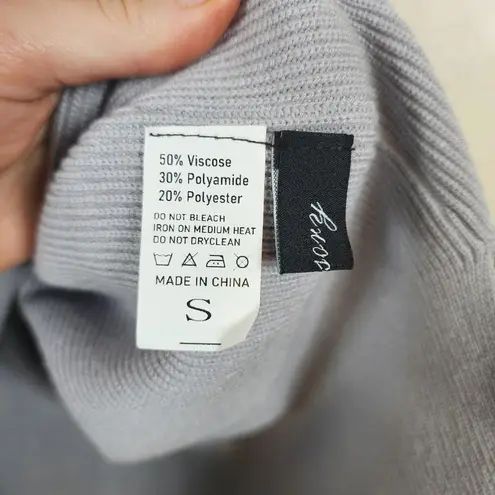 50% Viscose
30% Polyamide
20% Polyester
DO NOT BLEACH
IRON ON MEDIUM HEAT
DO NOT DRYCLEAN
MADE IN CHINA
S